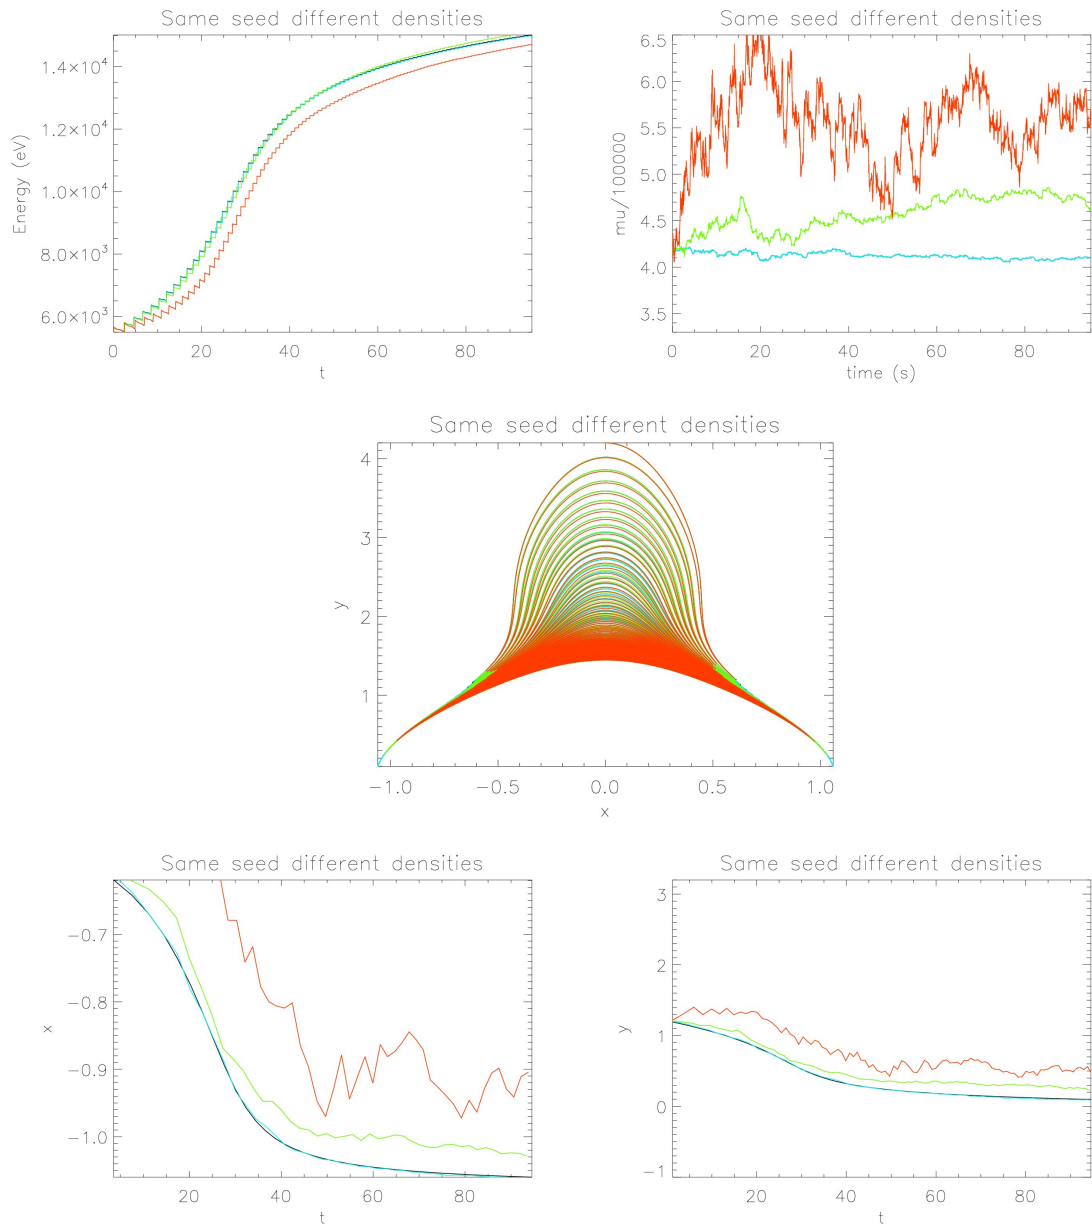 Same seed different densities
Energy (eV)
1.4×10⁴
1.2×10⁴
1.0×10⁴
8.0×10³
6.0×10³
0 20 40 60 80
t
Same seed different densities
mu/100000
6.5
6.0
5.5
5.0
4.5
4.0
3.5
0 20 40 60 80
time (s)
Same seed different densities
y
4
3
2
1
−1.0 −0.5 0.0 0.5 1.0
x
Same seed different densities
x
−0.7
−0.8
−0.9
−1.0
20 40 60 80
t
Same seed different densities
y
3
2
1
0
−1
20 40 60 80
t